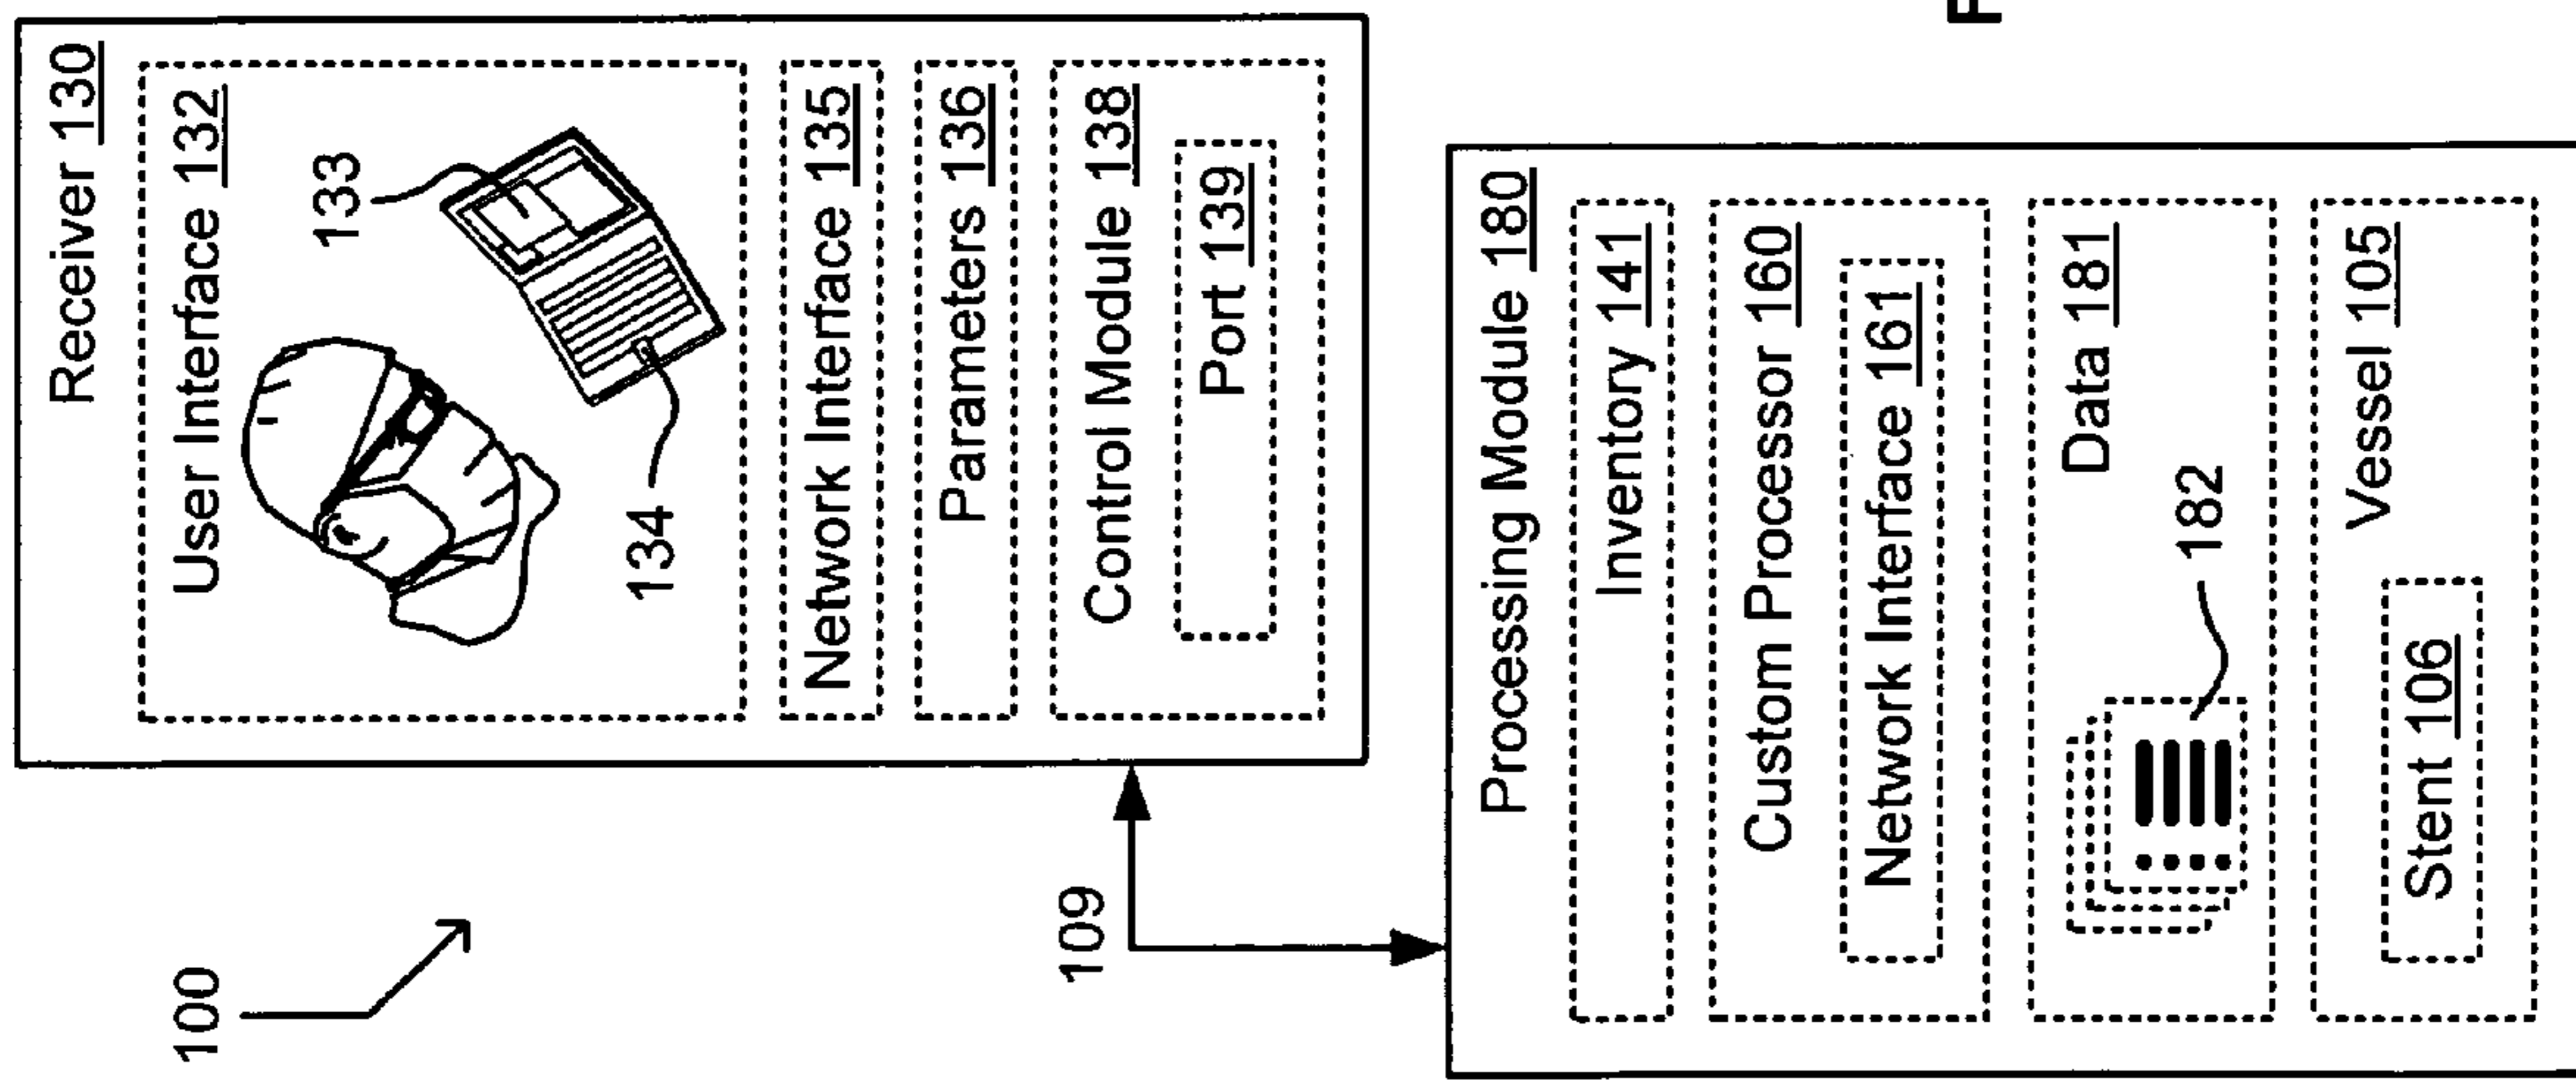 100
Receiver 130
User Interface 132
133
134
Network Interface 135
Parameters 136
Control Module 138
Port 139
109
Processing Module 180
Inventory 141
Custom Processor 160
Network Interface 161
Data 181
182
Vessel 105
Stent 106